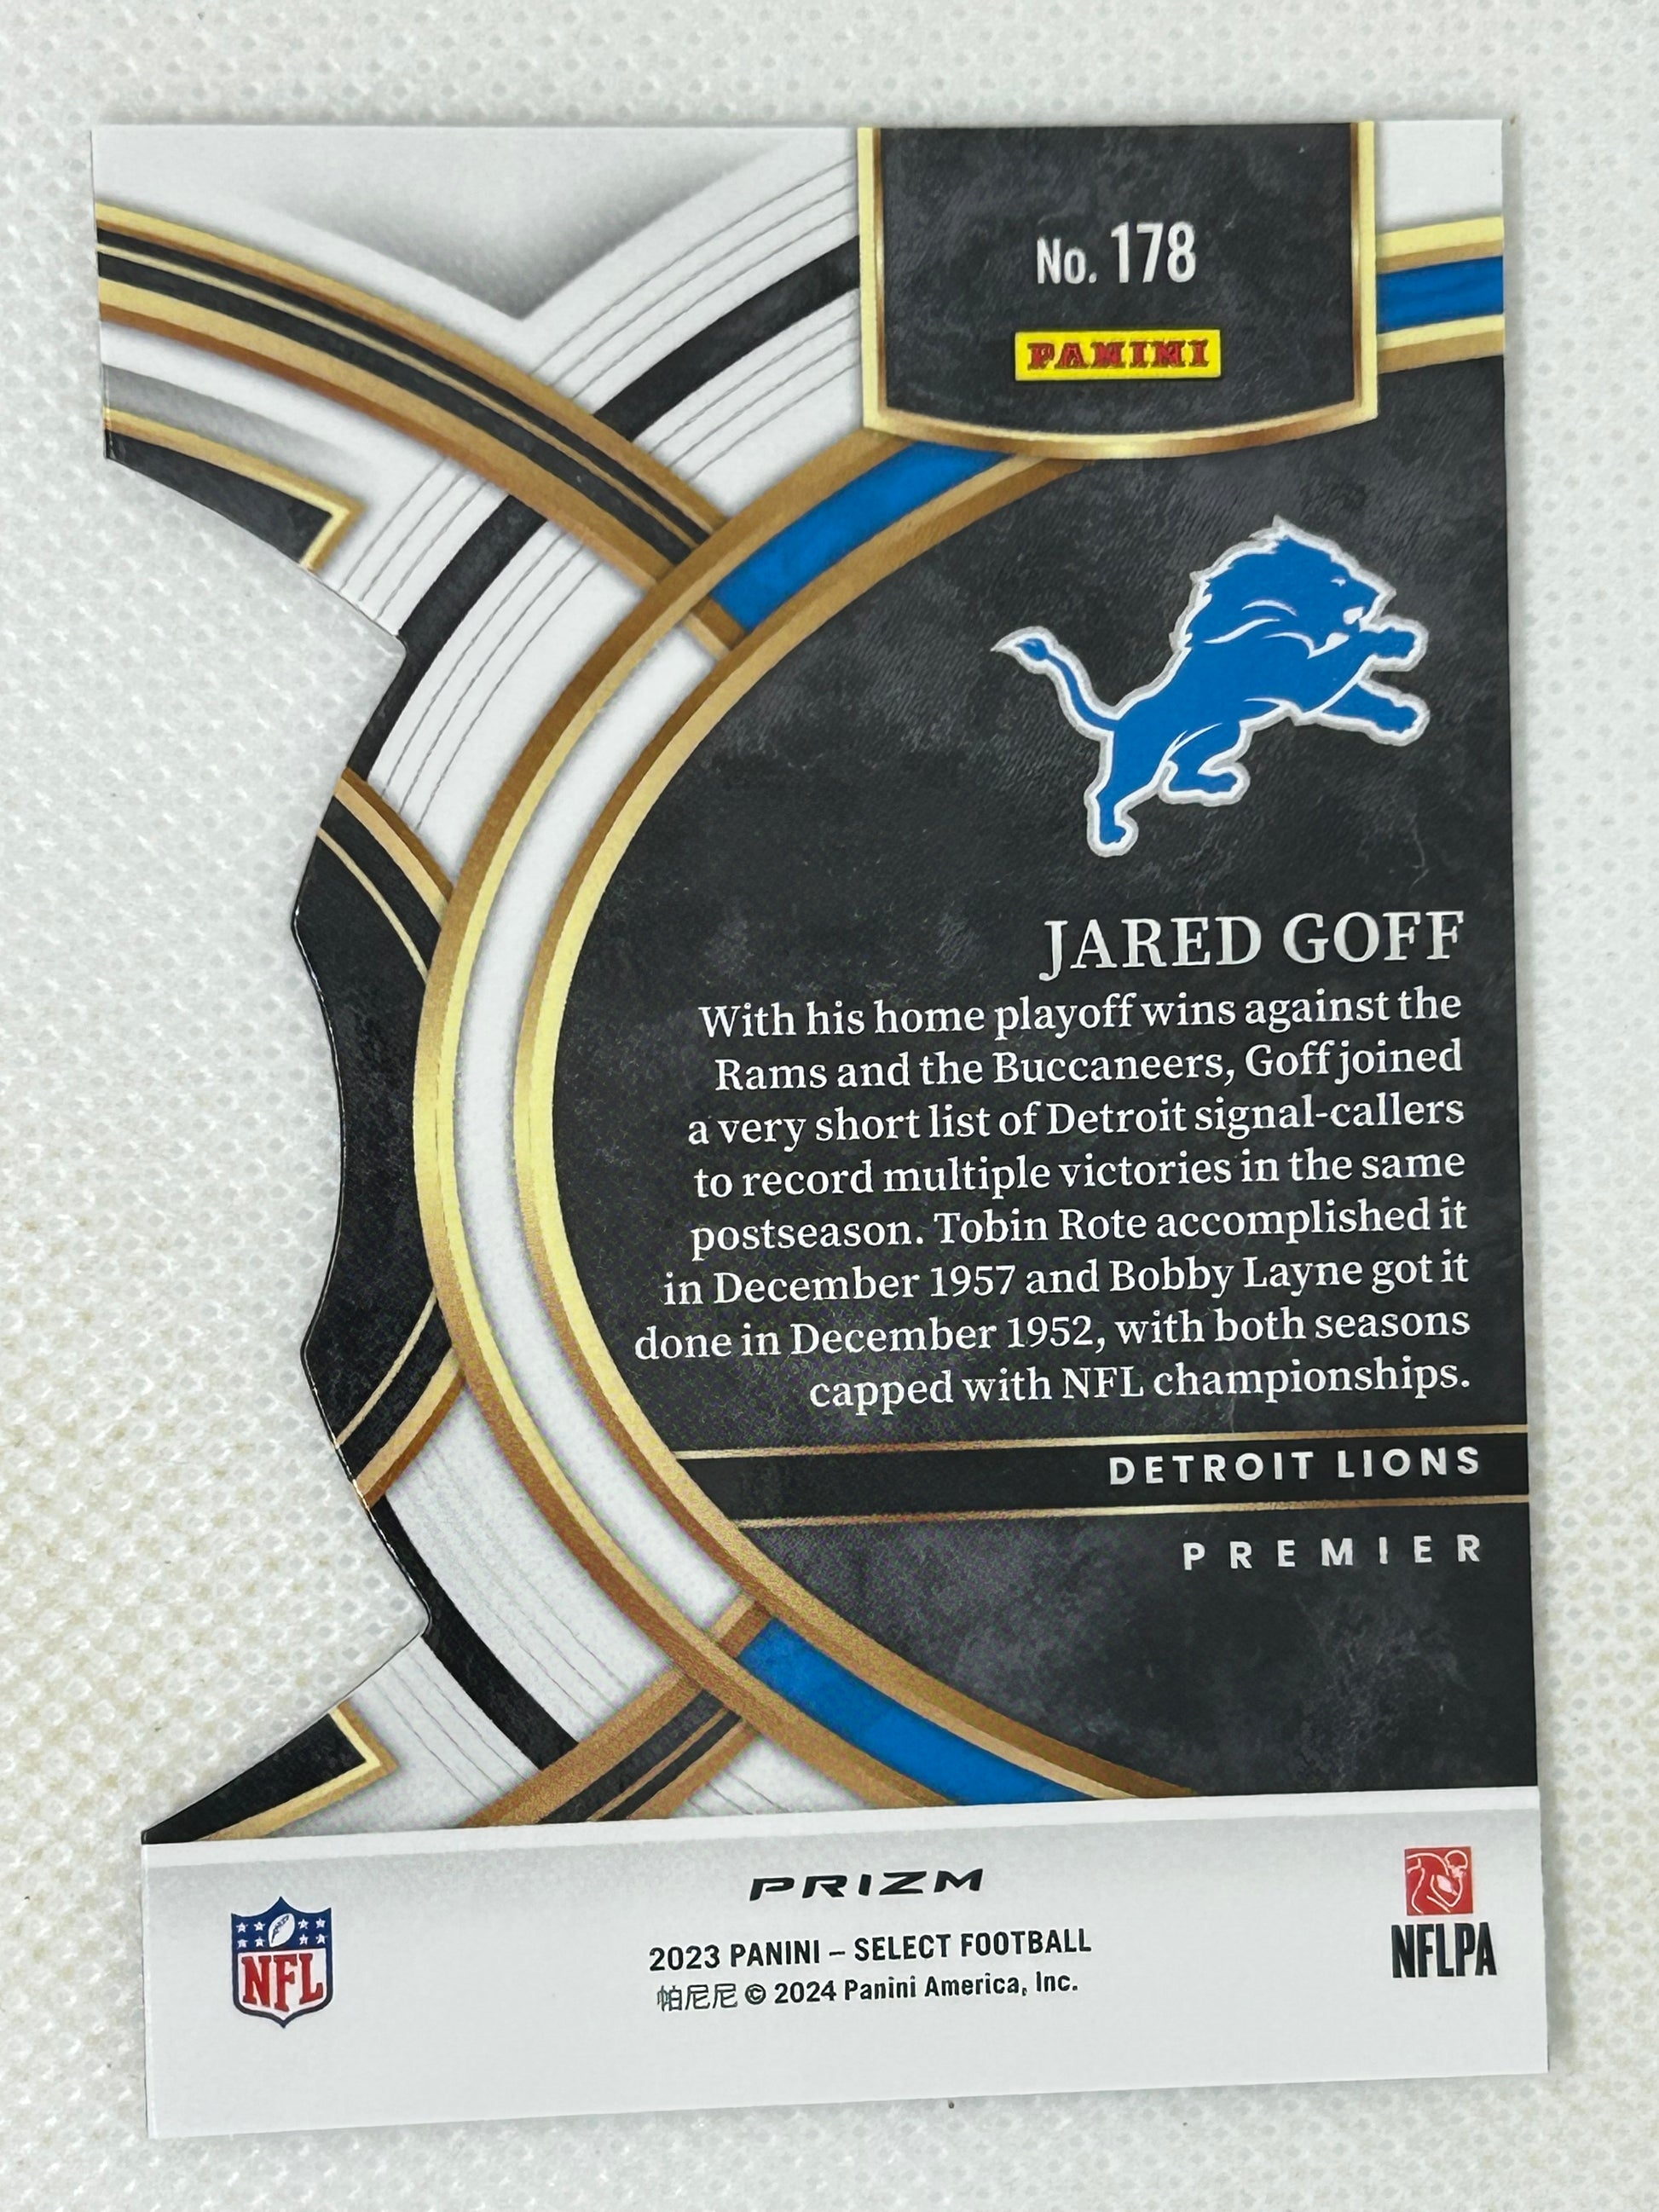 No. 178
PANINI
JARED GOFF
With his home playoff wins against the
Rams and the Buccaneers, Goff joined
a very short list of Detroit signal-callers
to record multiple victories in the same
postseason. Tobin Rote accomplished it
in December 1957 and Bobby Layne got it
done in December 1952, with both seasons
capped with NFL championships.
DETROIT LIONS
PREMIER
PRIZM
2023 PANINI – SELECT FOOTBALL
帕尼尼 © 2024 Panini America, Inc.
NFL
NFLPA